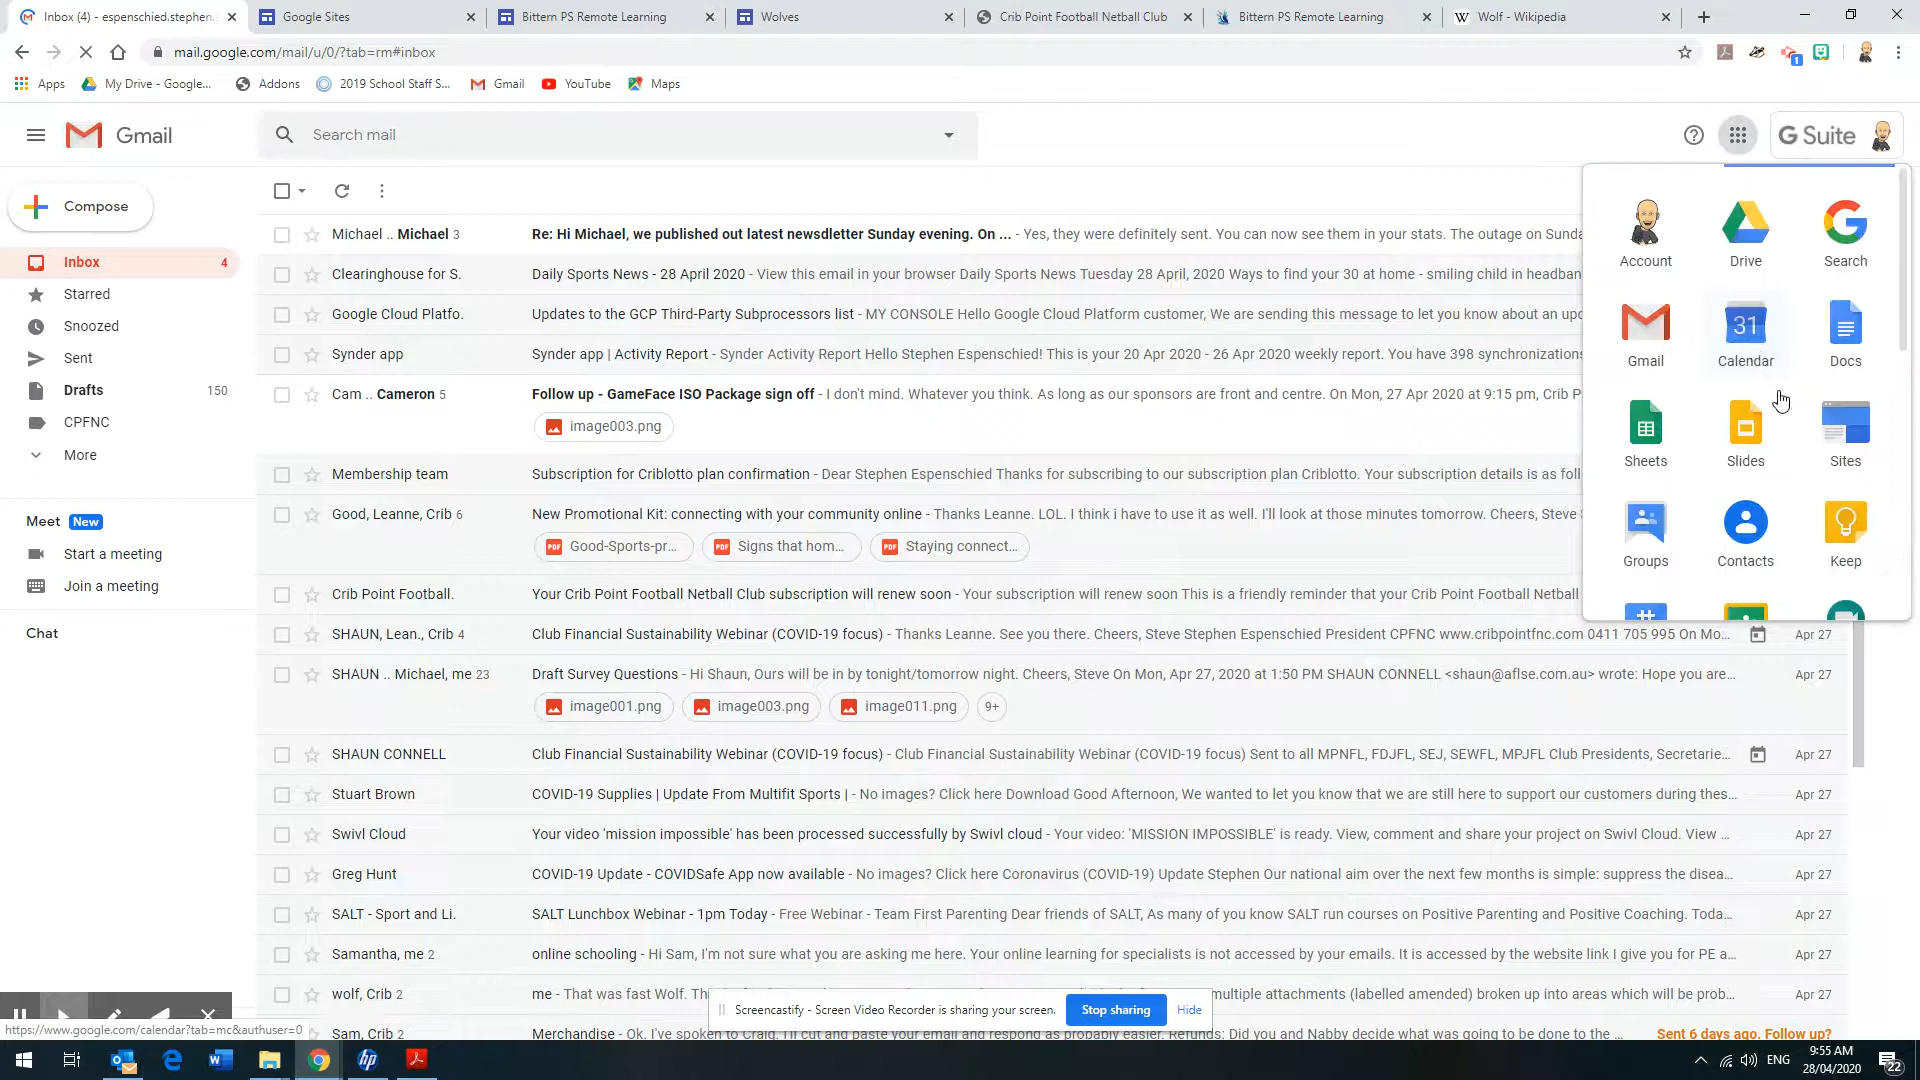 Inbox (4) - espenschied.stephen.
Google Sites
Bittern PS Remote Learning
Wolves
Crib Point Football Netball Club
Bittern PS Remote Learning
W Wolf - Wikipedia
mail.google.com/mail/u/0/?tab=rm#inbox
1
Apps
My Drive - Google...
Addons
2019 School Staff S...
Gmail
YouTube
Maps
Gmail
Search mail
G Suite
Compose
Inbox 4
Starred
Snoozed
Sent
Drafts 150
CPFNC
More
Meet New
Start a meeting
Join a meeting
Chat
Michael .. Michael 3 Re: Hi Michael, we published out latest newsdletter Sunday evening. On ... - Yes, they were definitely sent. You can now see them in your stats. The outage on Sunda
Clearinghouse for S. Daily Sports News - 28 April 2020 - View this email in your browser Daily Sports News Tuesday 28 April, 2020 Ways to find your 30 at home - smiling child in headban
Google Cloud Platfo. Updates to the GCP Third-Party Subprocessors list - MY CONSOLE Hello Google Cloud Platform customer, We are sending this message to let you know about an upc
Synder app Synder app | Activity Report - Synder Activity Report Hello Stephen Espenschied! This is your 20 Apr 2020 - 26 Apr 2020 weekly report. You have 398 synchronizations
Cam .. Cameron 5 Follow up - GameFace ISO Package sign off - I don't mind. Whatever you think. As long as our sponsors are front and centre. On Mon, 27 Apr 2020 at 9:15 pm, Crib P
image003.png
Membership team Subscription for Criblotto plan confirmation - Dear Stephen Espenschied Thanks for subscribing to our subscription plan Criblotto. Your subscription details is as foll
Good, Leanne, Crib 6 New Promotional Kit: connecting with your community online - Thanks Leanne. LOL. I think i have to use it as well. I'll look at those minutes tomorrow. Cheers, Steve
PDF Good-Sports-pr... PDF Signs that hom... PDF Staying connect...
Crib Point Football. Your Crib Point Football Netball Club subscription will renew soon - Your subscription will renew soon This is a friendly reminder that your Crib Point Football Netball
SHAUN, Lean., Crib 4 Club Financial Sustainability Webinar (COVID-19 focus) - Thanks Leanne. See you there. Cheers, Steve Stephen Espenschied President CPFNC www.cribpointfnc.com 0411 705 995 On Mo... Apr 27
SHAUN .. Michael, me 23 Draft Survey Questions - Hi Shaun, Ours will be in by tonight/tomorrow night. Cheers, Steve On Mon, Apr 27, 2020 at 1:50 PM SHAUN CONNELL <shaun@aflse.com.au> wrote: Hope you are... Apr 27
image001.png image003.png image011.png 9+
SHAUN CONNELL Club Financial Sustainability Webinar (COVID-19 focus) - Club Financial Sustainability Webinar (COVID-19 focus) Sent to all MPNFL, FDJFL, SEJ, SEWFL, MPJFL Club Presidents, Secretarie... Apr 27
Stuart Brown COVID-19 Supplies | Update From Multifit Sports | - No images? Click here Download Good Afternoon, We wanted to let you know that we are still here to support our customers during thes... Apr 27
Swivl Cloud Your video 'mission impossible' has been processed successfully by Swivl cloud - Your video: 'MISSION IMPOSSIBLE' is ready. View, comment and share your project on Swivl Cloud. View ... Apr 27
Greg Hunt COVID-19 Update - COVIDSafe App now available - No images? Click here Coronavirus (COVID-19) Update Stephen Our national aim over the next few months is simple: suppress the disea... Apr 27
SALT - Sport and Li. SALT Lunchbox Webinar - 1pm Today - Free Webinar - Team First Parenting Dear friends of SALT, As many of you know SALT run courses on Positive Parenting and Positive Coaching. Toda... Apr 27
Samantha, me 2 online schooling - Hi Sam, I'm not sure what you are asking me here. Your online learning for specialists is not accessed by your emails. It is accessed by the website link I give you for PE a... Apr 27
wolf, Crib 2 me - That was fast Wolf. multiple attachments (labelled amended) broken up into areas which will be prob... Apr 27
Sam, Crib 2 Merchandise - Ok. I've spoken to Craig. I'll cut and paste your email and respond as probably easier. Refunds: Did you and Nabby decide what was going to be done to the ... Sent 6 days ago. Follow up?
Account
Drive
Search
Gmail
31
Calendar
Docs
Sheets
Slides
Sites
Groups
Contacts
Keep
Screencastify - Screen Video Recorder is sharing your screen. Stop sharing Hide
https://www.google.com/calendar?tab=mc&authuser=0
ENG
9:55 AM
28/04/2020
22